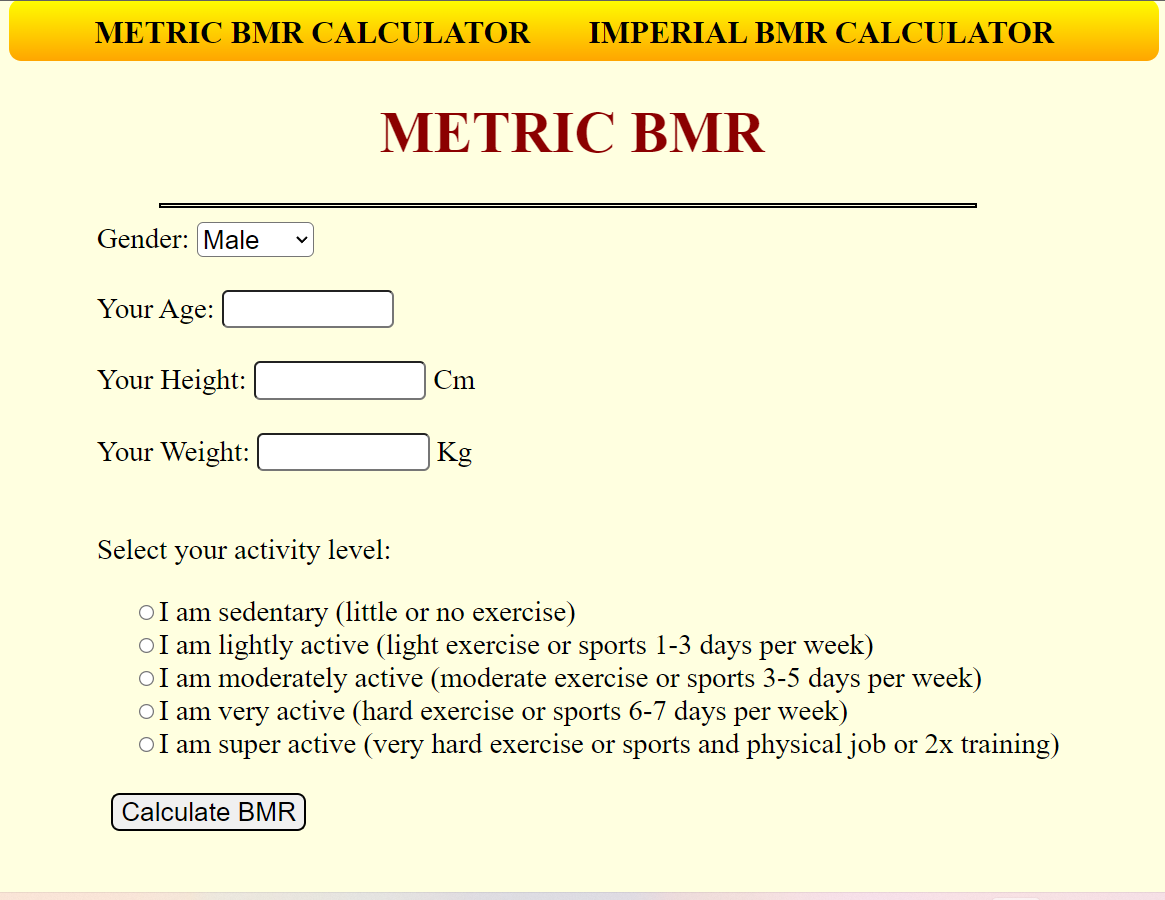 METRIC BMR CALCULATOR IMPERIAL BMR CALCULATOR
METRIC BMR
Gender: Male
Your Age:
Your Height: Cm
Your Weight: Kg
Select your activity level:
I am sedentary (little or no exercise)
I am lightly active (light exercise or sports 1-3 days per week)
I am moderately active (moderate exercise or sports 3-5 days per week)
I am very active (hard exercise or sports 6-7 days per week)
I am super active (very hard exercise or sports and physical job or 2x training)
Calculate BMR